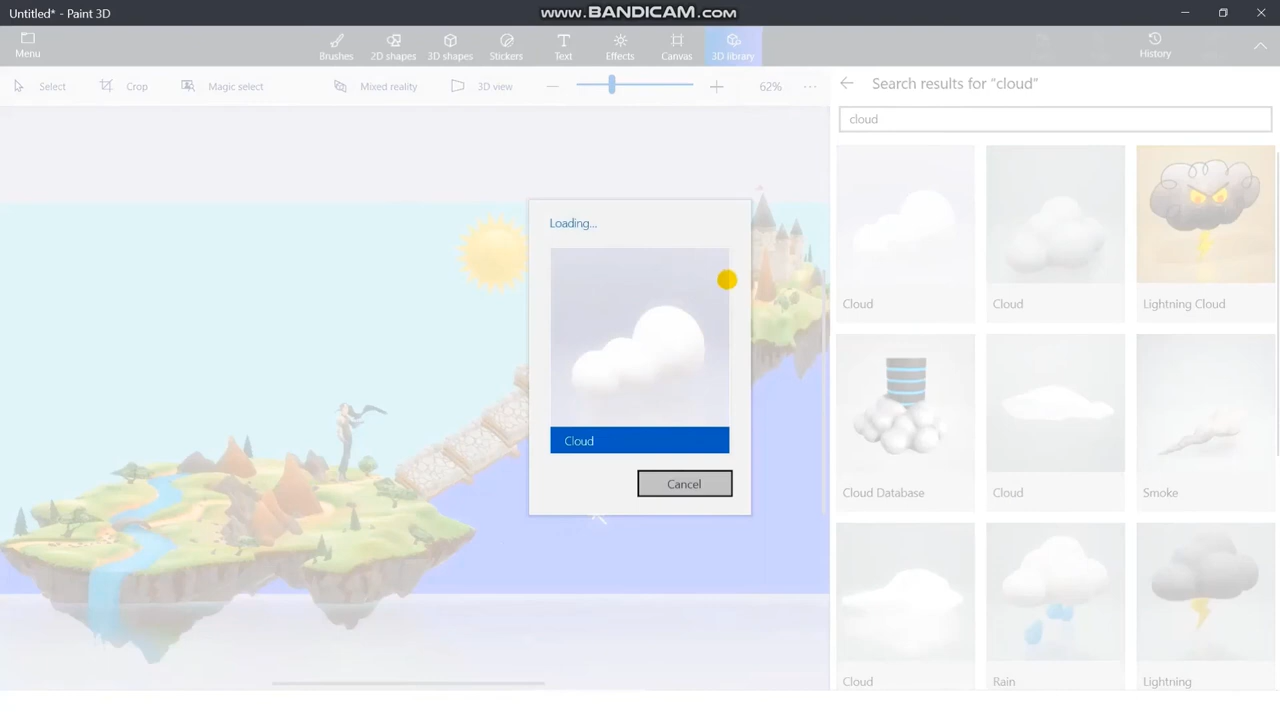 Untitled* - Paint 3D
www.BANDICAM.com
Menu
Brushes
2D shapes
3D shapes
Stickers
Text
Effects
Canvas
3D library
History
Select
Crop
Magic select
Mixed reality
3D view
62%
Search results for “cloud”
cloud
Loading...
Cloud
Cancel
Cloud
Cloud
Lightning Cloud
Cloud Database
Cloud
Smoke
Cloud
Rain
Lightning